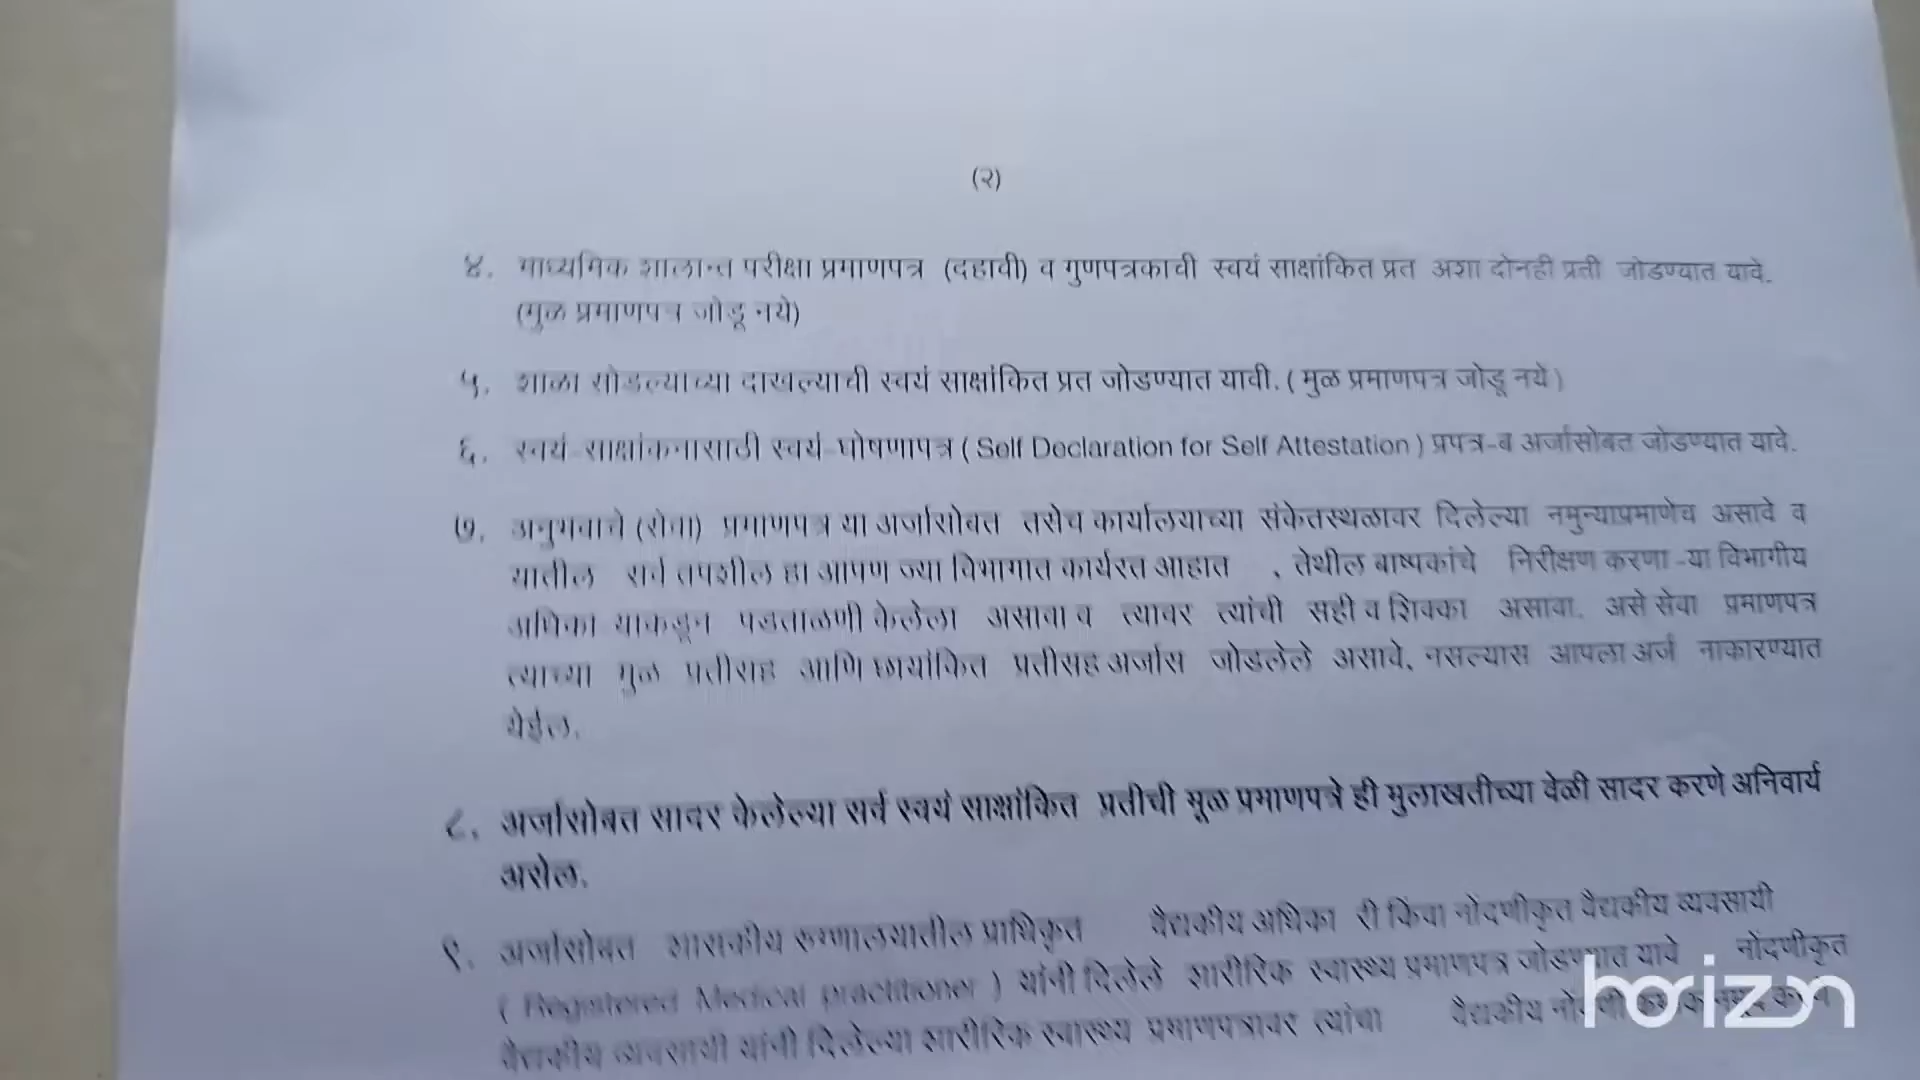 (२)
४. माध्यमिक शालान्त परीक्षा प्रमाणपत्र (दहावी) व गुणपत्रकाची स्वयं साक्षांकित प्रत अशा दोनही प्रती जोडण्यात यावे.
(मुळ प्रमाणपत्र जोडू नये)
५. शाळा सोडल्याच्या दाखल्याची स्वयं साक्षांकित प्रत जोडण्यात यावी. ( मुळ प्रमाणपत्र जोडू नये )
६. स्वयं-साक्षांकनासाठी स्वयं-घोषणापत्र ( Self Declaration for Self Attestation ) प्रपत्र-ब अर्जासोबत जोडण्यात यावे.
७. अनुभवाचे (सेवा) प्रमाणपत्र या अर्जासोबत तसेच कार्यालयाच्या संकेतस्थळावर दिलेल्या नमुन्याप्रमाणेच असावे व
यातील सर्व तपशील हा आपण ज्या विभागात कार्यरत आहात , तेथील बाष्पकांचे निरीक्षण करणा-या विभागीय
अधिका याकडून पडताळणी केलेला असावा व त्यावर त्यांची सही व शिक्का असावा. असे सेवा प्रमाणपत्र
त्याच्या मुळ प्रतीसह आणि छायांकित प्रतीसह अर्जास जोडलेले असावे, नसल्यास आपला अर्ज नाकारण्यात
येईल.
८. अर्जासोबत सादर केलेल्या सर्व स्वयं साक्षांकित प्रतीची मूळ प्रमाणपत्रे ही मुलाखतीच्या वेळी सादर करणे अनिवार्य
असेल.
९. अर्जासोबत शासकीय रुग्णालयातील प्राधिकृत वैद्यकीय अधिका री किंवा नोंदणीकृत वैद्यकीय व्यवसायी
( Registered Medical practitioner ) यांनी दिलेले शारीरिक स्वास्थ्य प्रमाणपत्र जोडण्यात यावे नोंदणीकृत
वैद्यकीय व्यवसायी यांनी दिलेल्या शारीरिक स्वास्थ्य प्रमाणपत्रावर त्यांचा वैद्यकीय
horizon